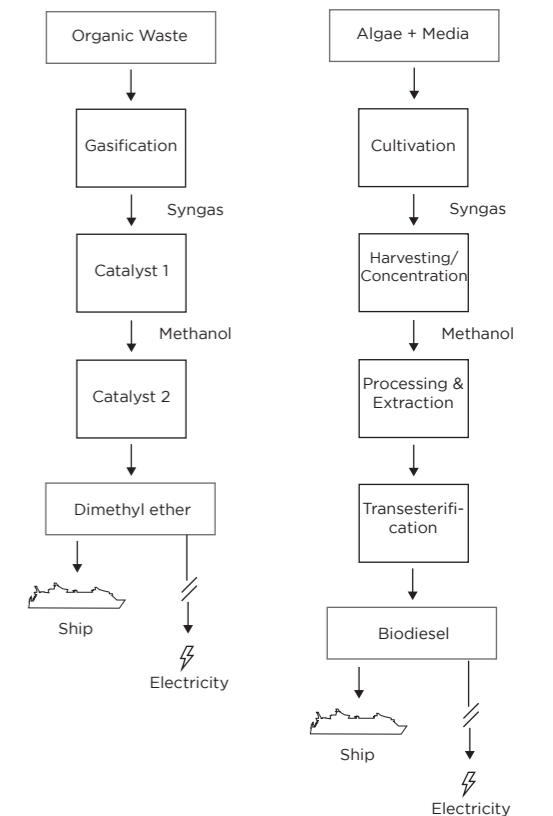 Organic Waste
Gasification
Syngas
Catalyst 1
Methanol
Catalyst 2
Dimethyl ether
Ship
Electricity
Algae + Media
Cultivation
Syngas
Harvesting/
Concentration
Methanol
Processing &
Extraction
Transesterifi-
cation
Biodiesel
Ship
Electricity